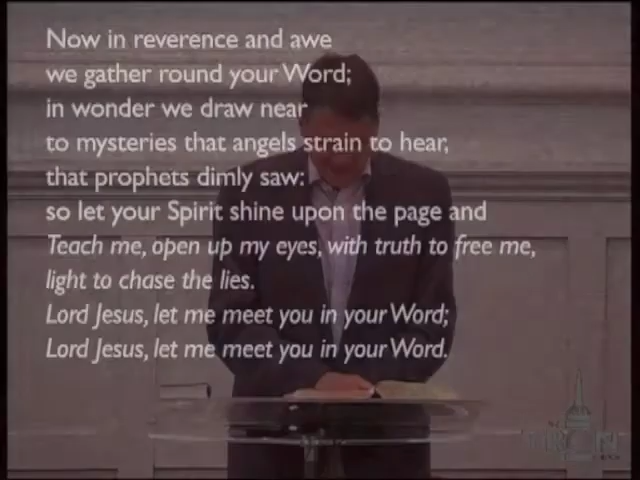 Now in reverence and awe
we gather round your Word;
in wonder we draw near
to mysteries that angels strain to hear,
that prophets dimly saw:
so let your Spirit shine upon the page and
Teach me, open up my eyes, with truth to free me,
light to chase the lies.
Lord Jesus, let me meet you in your Word;
Lord Jesus, let me meet you in your Word.